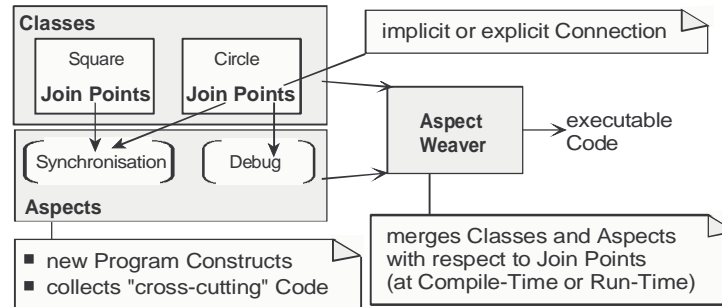 Classes
Square
Circle
Join Points
Join Points
implicit or explicit Connection
Synchronisation
Debug
Aspects
Aspect
Weaver
executable
Code
■ new Program Constructs
■ collects "cross-cutting" Code
merges Classes and Aspects
with respect to Join Points
(at Compile-Time or Run-Time)